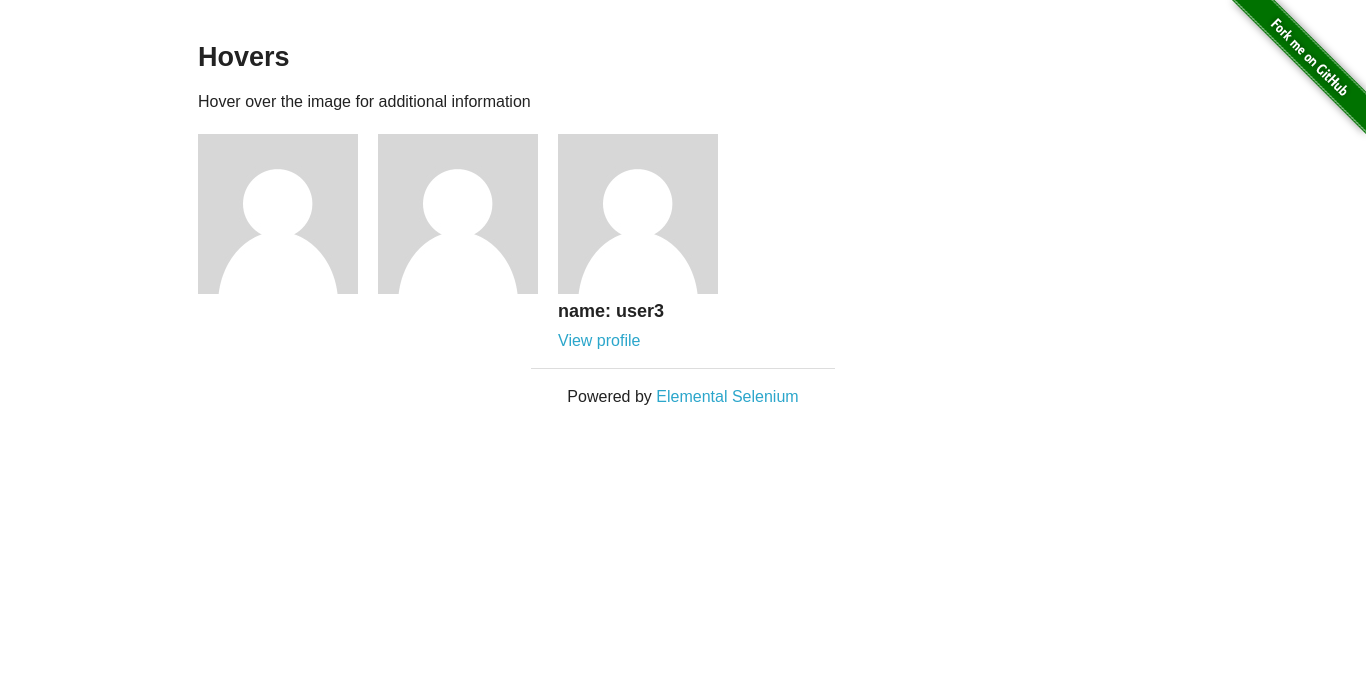 Hovers
Hover over the image for additional information
name: user3
View profile
Powered by Elemental Selenium
Fork me on GitHub